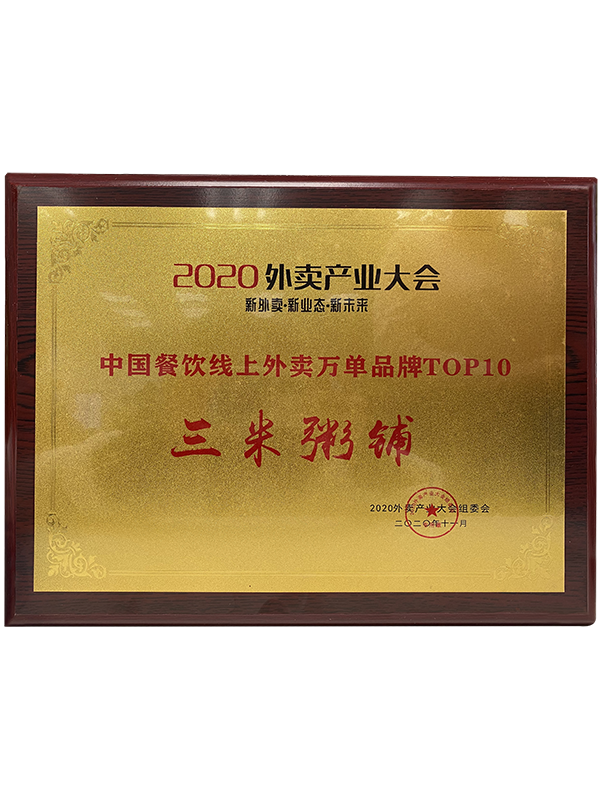 2020外卖产业大会
新外卖·新业态·新未来
中国餐饮线上外卖万单品牌TOP10
三米粥铺
2020外卖产业大会组委会
二〇二〇年十一月